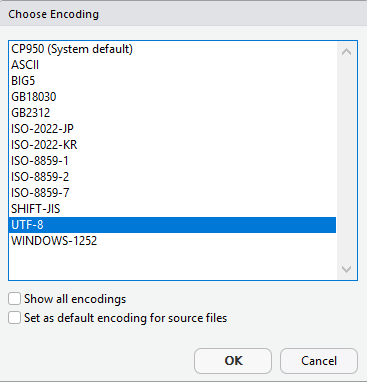 Choose Encoding
CP950 (System default)
ASCII
BIG5
GB18030
GB2312
ISO-2022-JP
ISO-2022-KR
ISO-8859-1
ISO-8859-2
ISO-8859-7
SHIFT-JIS
UTF-8
WINDOWS-1252
Show all encodings
Set as default encoding for source files
OK Cancel